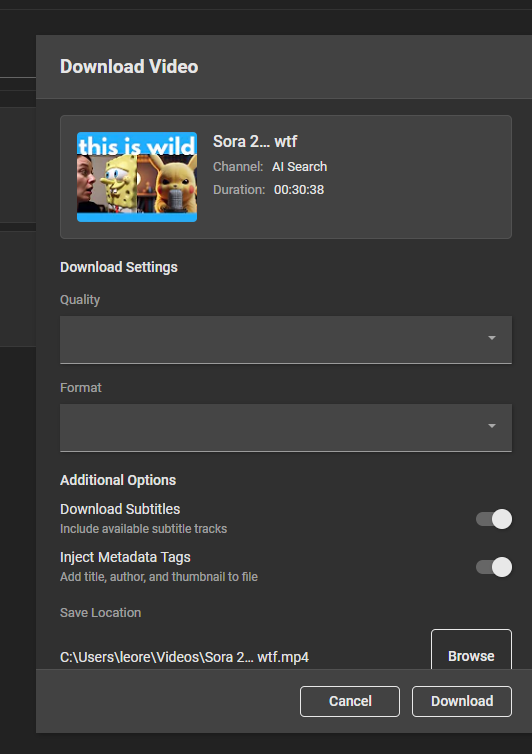 Download Video
this is wild
Sora 2... wtf
Channel: AI Search
Duration: 00:30:38
Download Settings
Quality
Format
Additional Options
Download Subtitles
Include available subtitle tracks
Inject Metadata Tags
Add title, author, and thumbnail to file
Save Location
C:\Users\leore\Videos\Sora 2... wtf.mp4
Browse
Cancel
Download